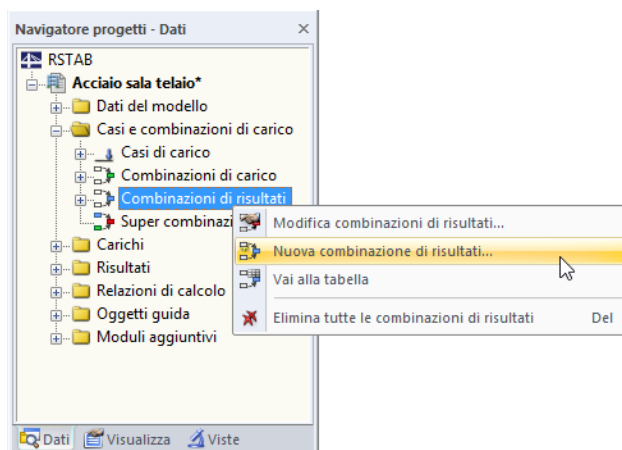 Navigatore progetti - Dati
RSTAB
Acciaio sala telaio*
Dati del modello
Casi e combinazioni di carico
Casi di carico
Combinazioni di carico
Combinazioni di risultati
Super combinazi
Carichi
Risultati
Relazioni di calcolo
Oggetti guida
Moduli aggiuntivi
Modifica combinazioni di risultati...
Nuova combinazione di risultati...
Vai alla tabella
Elimina tutte le combinazioni di risultati Del
Dati Visualizza Viste